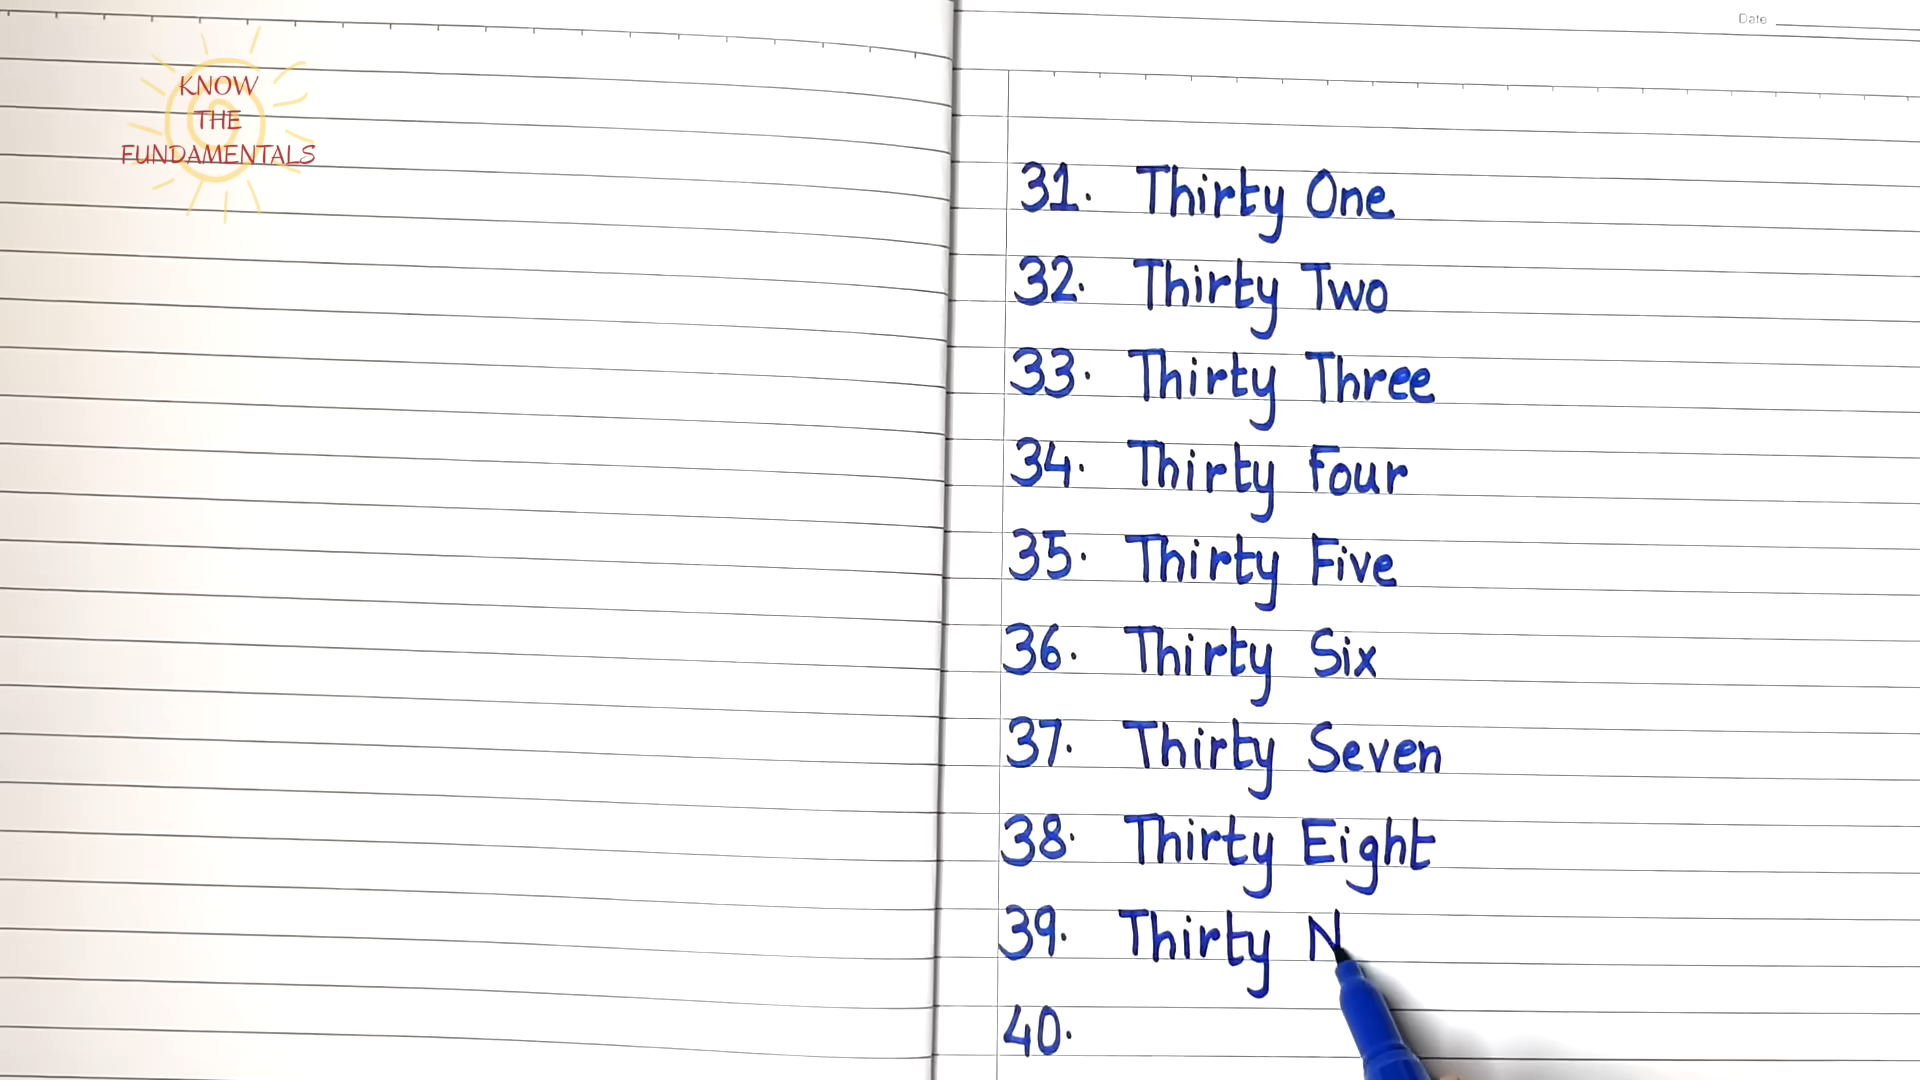 KNOW
THE
FUNDAMENTALS
Date
31. Thirty One
32. Thirty Two
33. Thirty Three
34. Thirty Four
35. Thirty Five
36. Thirty Six
37. Thirty Seven
38. Thirty Eight
39. Thirty N
40.